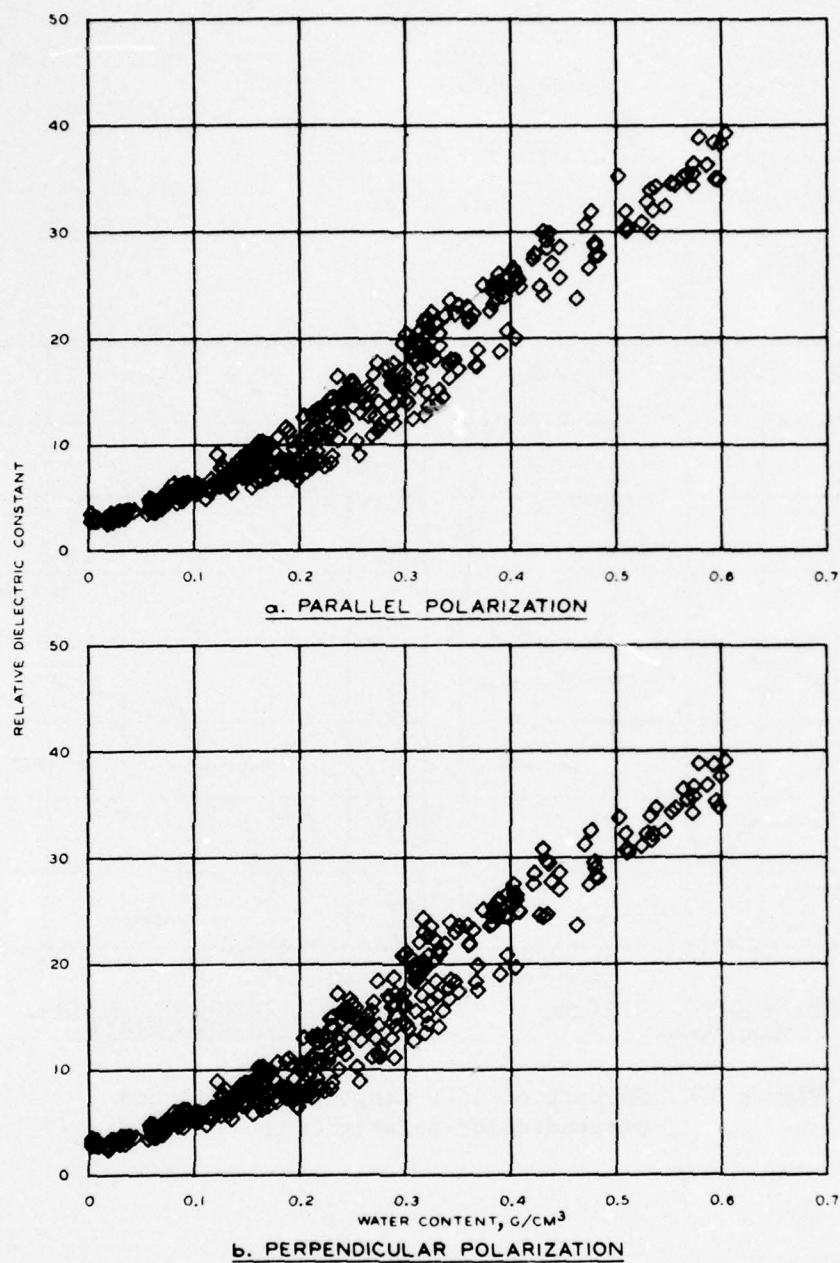 50
40
30
20
10
0
0 0.1 0.2 0.3 0.4 0.5 0.6 0.7
a. PARALLEL POLARIZATION
RELATIVE DIELECTRIC CONSTANT
50
40
30
20
10
0
0 0.1 0.2 0.3 0.4 0.5 0.6 0.7
WATER CONTENT, G/CM³
b. PERPENDICULAR POLARIZATION